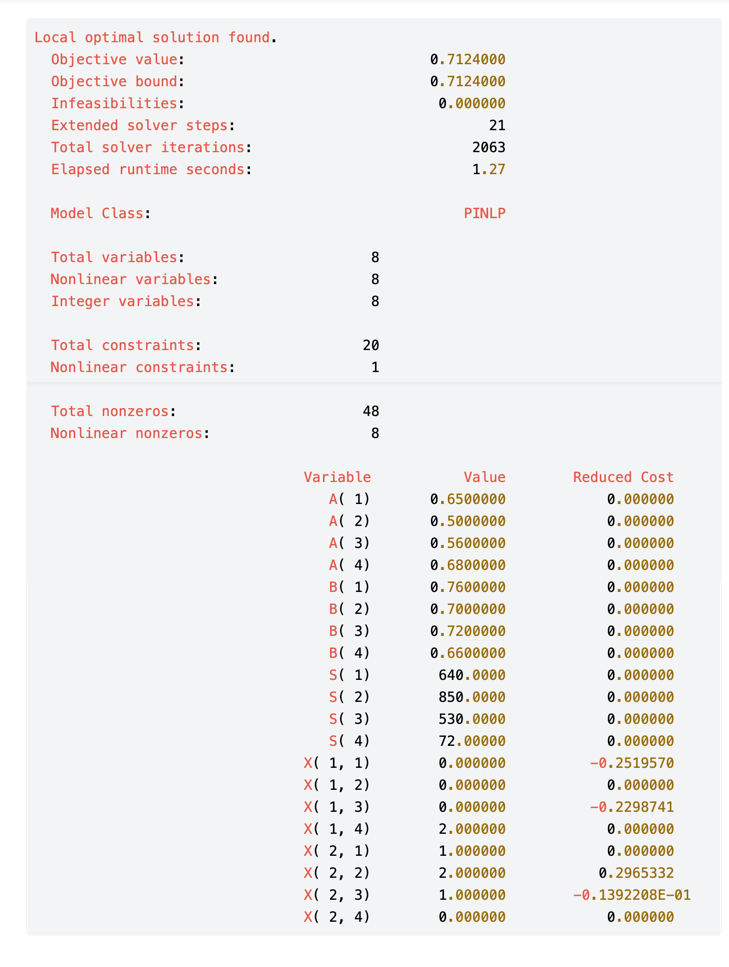 Local optimal solution found.
Objective value: 0.7124000
Objective bound: 0.7124000
Infeasibilities: 0.000000
Extended solver steps: 21
Total solver iterations: 2063
Elapsed runtime seconds: 1.27
Model Class: PINLP
Total variables: 8
Nonlinear variables: 8
Integer variables: 8
Total constraints: 20
Nonlinear constraints: 1
Total nonzeros: 48
Nonlinear nonzeros: 8
Variable Value Reduced Cost
A( 1) 0.6500000 0.000000
A( 2) 0.5000000 0.000000
A( 3) 0.5600000 0.000000
A( 4) 0.6800000 0.000000
B( 1) 0.7600000 0.000000
B( 2) 0.7000000 0.000000
B( 3) 0.7200000 0.000000
B( 4) 0.6600000 0.000000
S( 1) 640.0000 0.000000
S( 2) 850.0000 0.000000
S( 3) 530.0000 0.000000
S( 4) 72.00000 0.000000
X( 1, 1) 0.000000 -0.2519570
X( 1, 2) 0.000000 0.000000
X( 1, 3) 0.000000 -0.2298741
X( 1, 4) 2.000000 0.000000
X( 2, 1) 1.000000 0.000000
X( 2, 2) 2.000000 0.2965332
X( 2, 3) 1.000000 -0.1392208E-01
X( 2, 4) 0.000000 0.000000